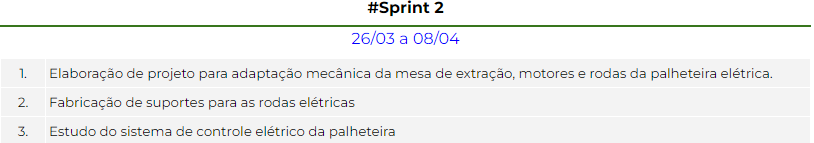 #Sprint 2
26/03 a 08/04
1. Elaboração de projeto para adaptação mecânica da mesa de extração, motores e rodas da palheteira elétrica.
2. Fabricação de suportes para as rodas elétricas
3. Estudo do sistema de controle elétrico da palheteira